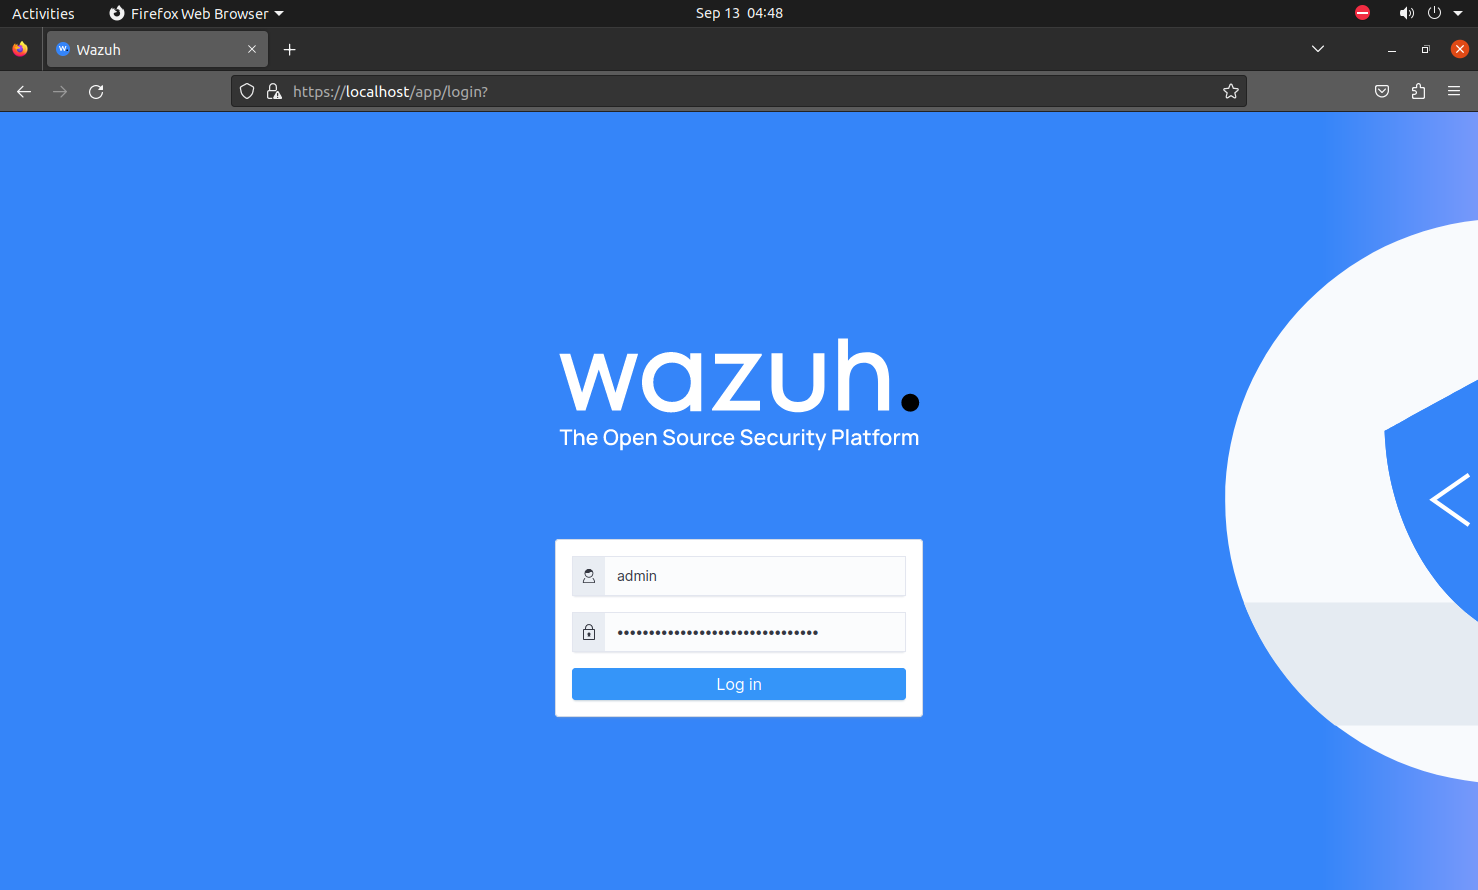 Activities
Firefox Web Browser
Sep 13 04:48
Wazuh
https://localhost/app/login?
wazuh.
The Open Source Security Platform
admin
••••••••••••••••••••••••••••••••
Log in